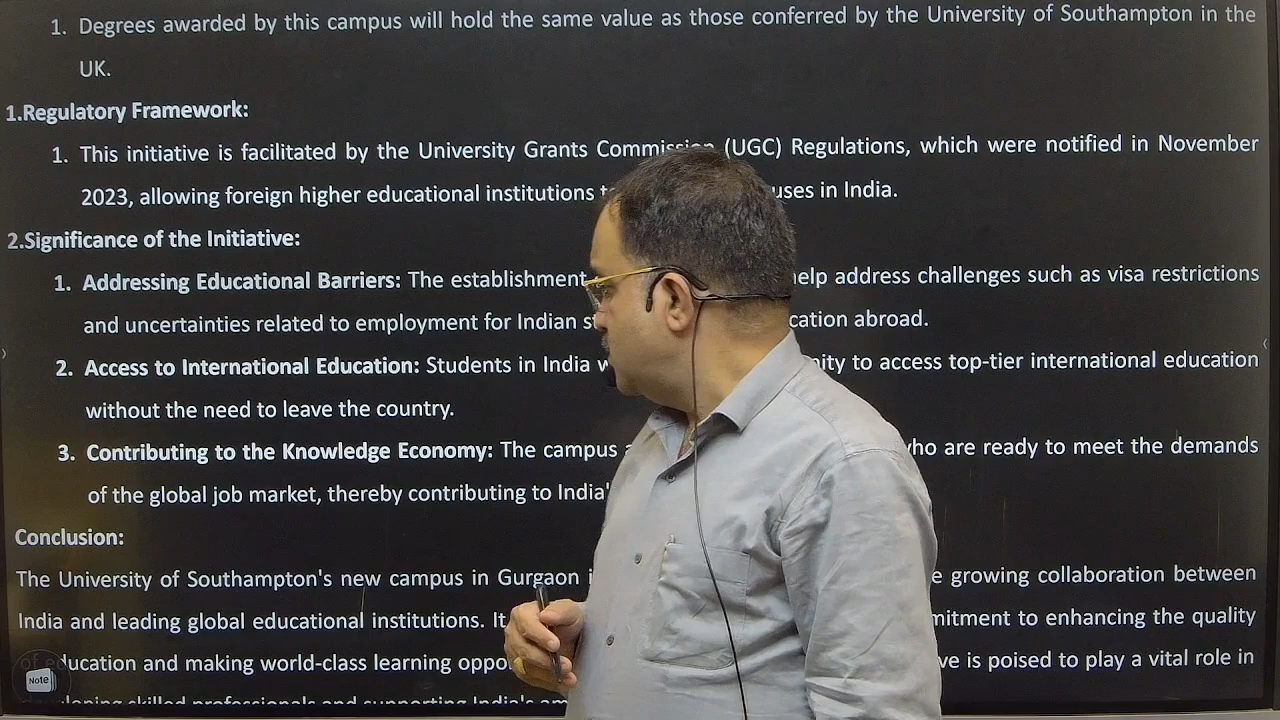 1. Degrees awarded by this campus will hold the same value as those conferred by the University of Southampton in the
UK.
1.Regulatory Framework:
1. This initiative is facilitated by the University Grants Commission (UGC) Regulations, which were notified in November
2023, allowing foreign higher educational institutions in India.
2.Significance of the Initiative:
1. Addressing Educational Barriers: The establishment help address challenges such as visa restrictions
and uncertainties related to employment for Indian abroad.
2. Access to International Education: Students in India to access top-tier international education
without the need to leave the country.
3. Contributing to the Knowledge Economy: The campus who are ready to meet the demands
of the global job market, thereby contributing to India's
Conclusion:
The University of Southampton's new campus in Gurgaon growing collaboration between
India and leading global educational institutions. It to enhancing the quality
of education and making world-class learning is poised to play a vital role in
skilled professionals and supporting India's
Note